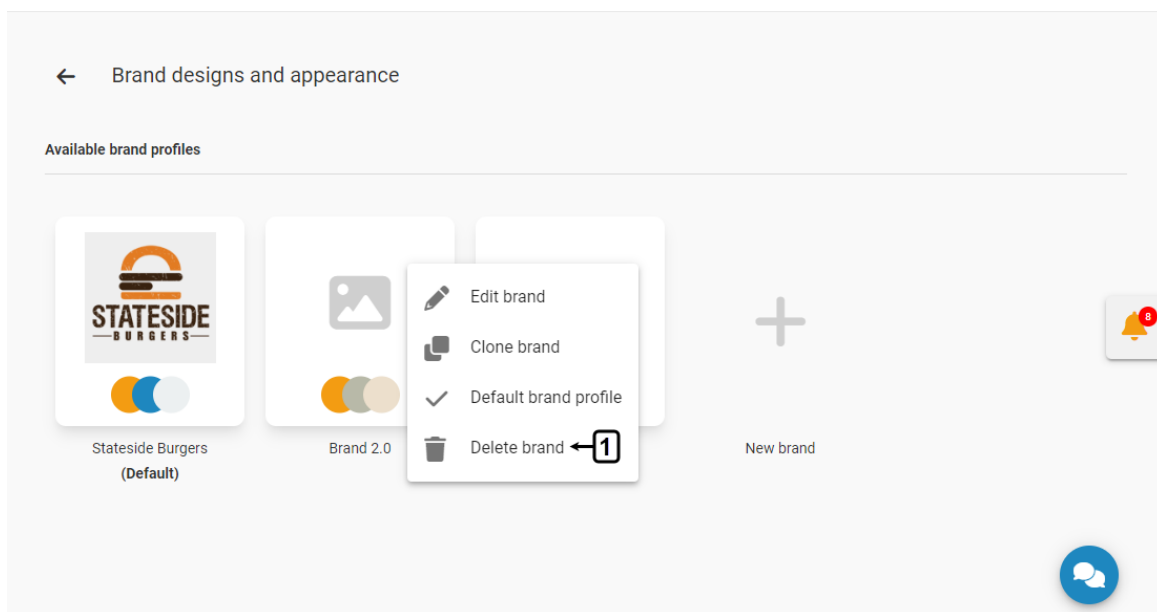 Brand designs and appearance
Available brand profiles
STATESIDE
BURGERS
Edit brand
Clone brand
Default brand profile
Delete brand 1
8
Stateside Burgers
(Default)
Brand 2.0
New brand